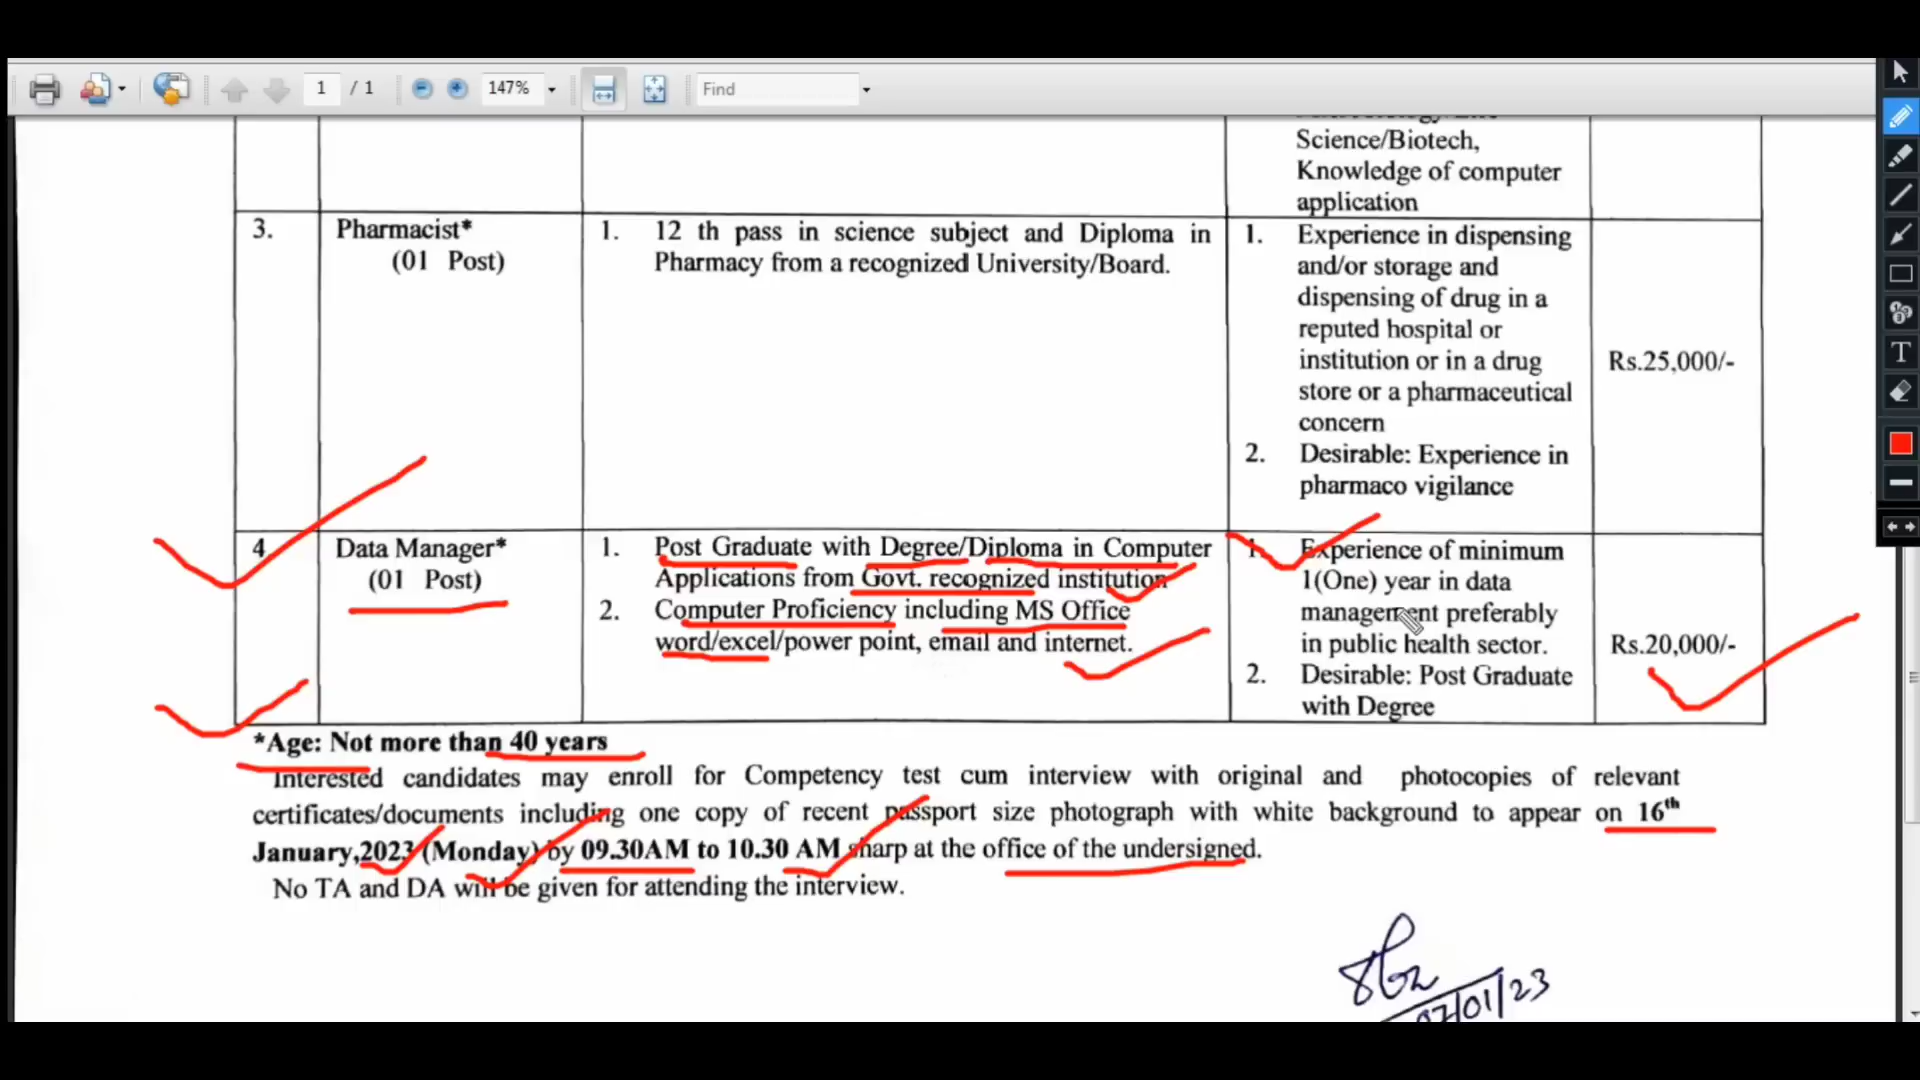 1 / 1
147%
Find
Science/Biotech,
Knowledge of computer
application
3.
Pharmacist*
(01 Post)
1. 12 th pass in science subject and Diploma in
Pharmacy from a recognized University/Board.
1. Experience in dispensing
and/or storage and
dispensing of drug in a
reputed hospital or
institution or in a drug
store or a pharmaceutical
concern
2. Desirable: Experience in
pharmaco vigilance
Rs.25,000/-
4.
Data Manager*
(01 Post)
1. Post Graduate with Degree/Diploma in Computer
Applications from Govt. recognized institution
2. Computer Proficiency including MS Office
word/excel/power point, email and internet.
1. Experience of minimum
1(One) year in data
management preferably
in public health sector.
2. Desirable: Post Graduate
with Degree
Rs.20,000/-
*Age: Not more than 40 years
Interested candidates may enroll for Competency test cum interview with original and photocopies of relevant
certificates/documents including one copy of recent passport size photograph with white background to appear on 16th
January,2023 (Monday) by 09.30AM to 10.30 AM sharp at the office of the undersigned.
No TA and DA will be given for attending the interview.
07/01/23